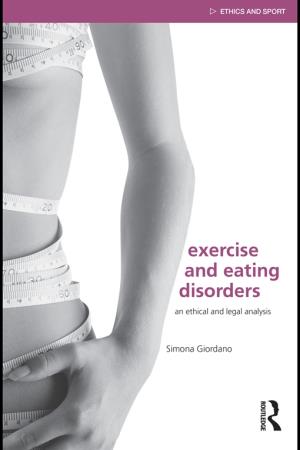 ▷ ETHICS AND SPORT
exercise
and eating
disorders
an ethical and legal analysis
Simona Giordano
ROUTLEDGE